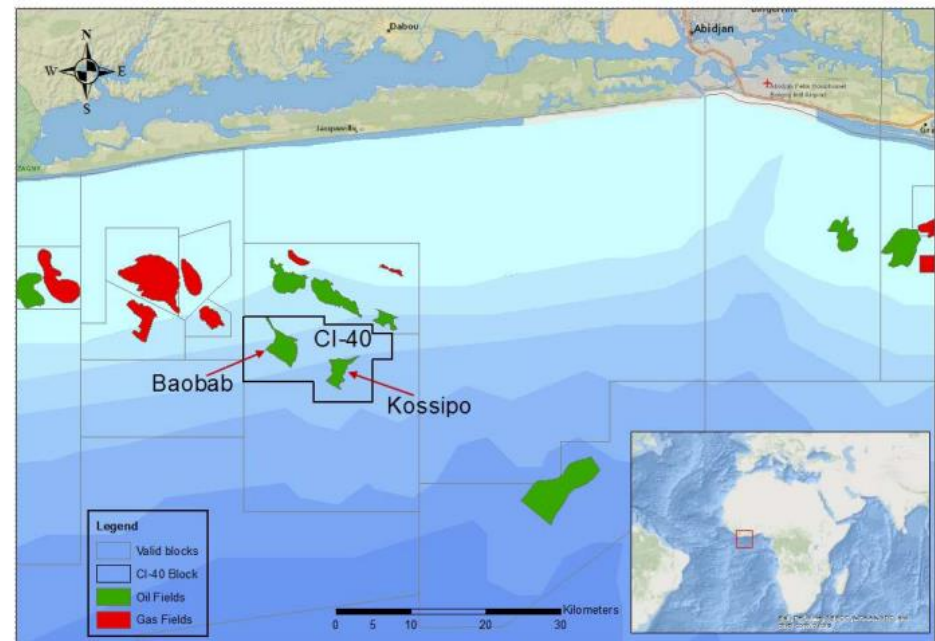 N
W
E
S
Dabou
Abidjan
Jacqueville
CI-40
Baobab
Kossipo
Legend
Valid blocks
CI-40 Block
Oil Fields
Gas Fields
Kilometers
0 5 10 20 30